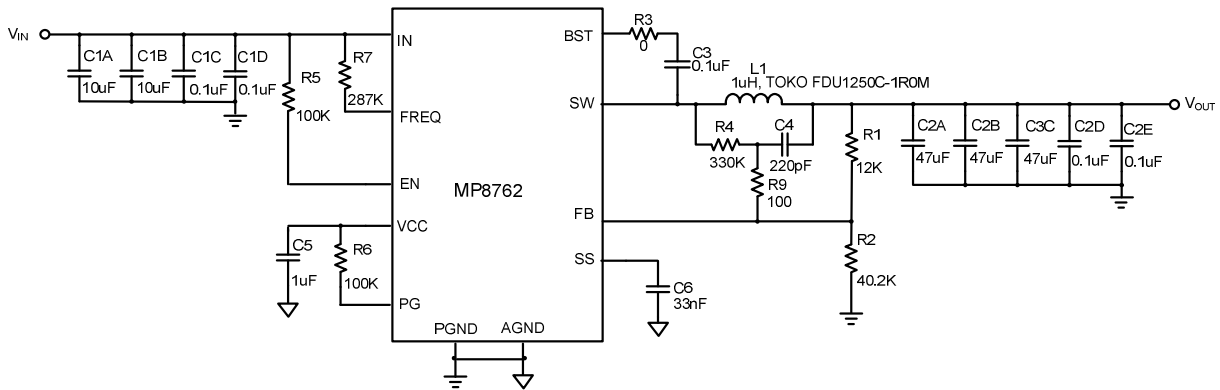 VIN
C1A
10uF
C1B
10uF
C1C
0.1uF
C1D
0.1uF
R5
100K
R7
287K
IN
FREQ
EN
VCC
PG
C5
1uF
R6
100K
MP8762
PGND
AGND
BST
SW
FB
SS
R3
0
C3
0.1uF
L1
1uH, TOKO FDU1250C-1R0M
R4
330K
C4
220pF
R9
100
R1
12K
R2
40.2K
C6
33nF
C2A
47uF
C2B
47uF
C3C
47uF
C2D
0.1uF
C2E
0.1uF
VOUT